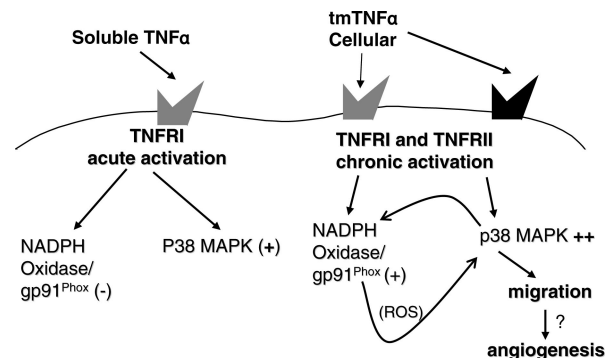 Soluble TNFα
tmTNFα
Cellular
TNFRI
acute activation
TNFRI and TNFRII
chronic activation
NADPH
Oxidase/
gp91Phox (-)
P38 MAPK (+)
NADPH
Oxidase/
gp91Phox (+)
p38 MAPK ++
(ROS)
migration
?
angiogenesis